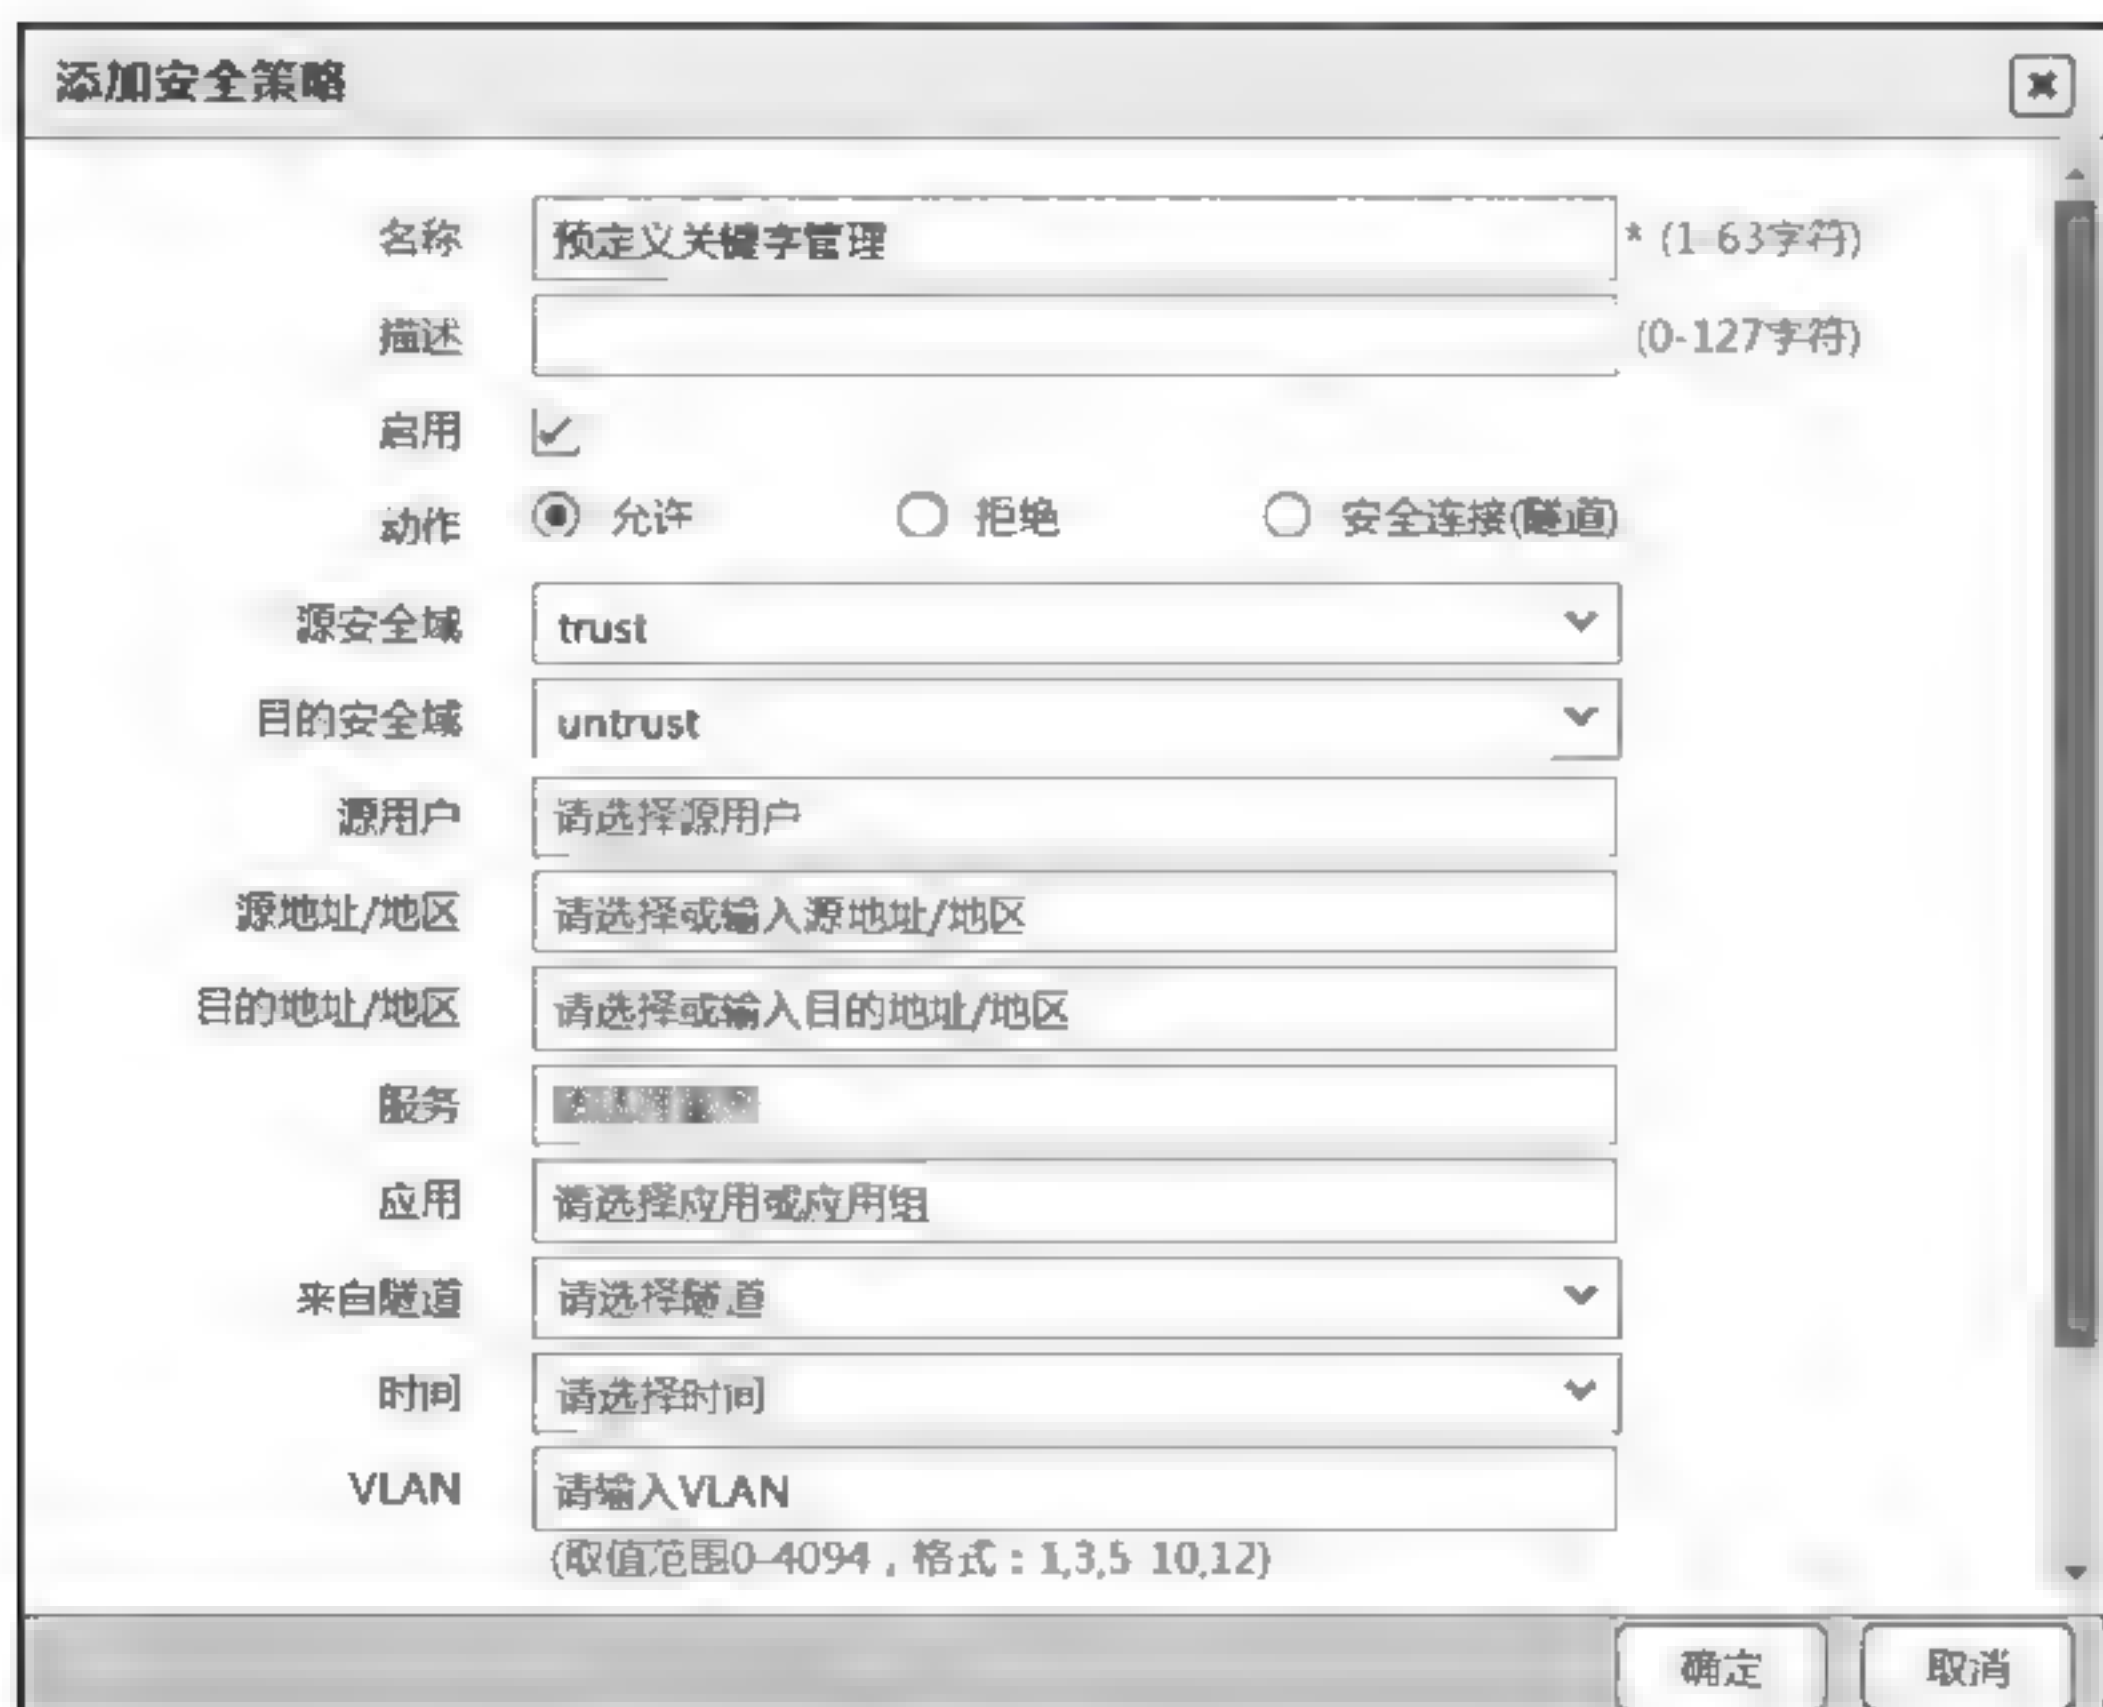 添加安全策略
名称 预定义关键字管理 * (1-63字符)
描述 (0-127字符)
启用
动作 允许 拒绝 安全连接(隧道)
源安全域 trust
目的安全域 untrust
源用户 请选择源用户
源地址/地区 请选择或输入源地址/地区
目的地址/地区 请选择或输入目的地址/地区
服务
应用 请选择应用或应用组
来自隧道 请选择隧道
时间 请选择时间
VLAN 请输入VLAN
(取值范围0-4094，格式：1,3,5-10,12)
确定 取消